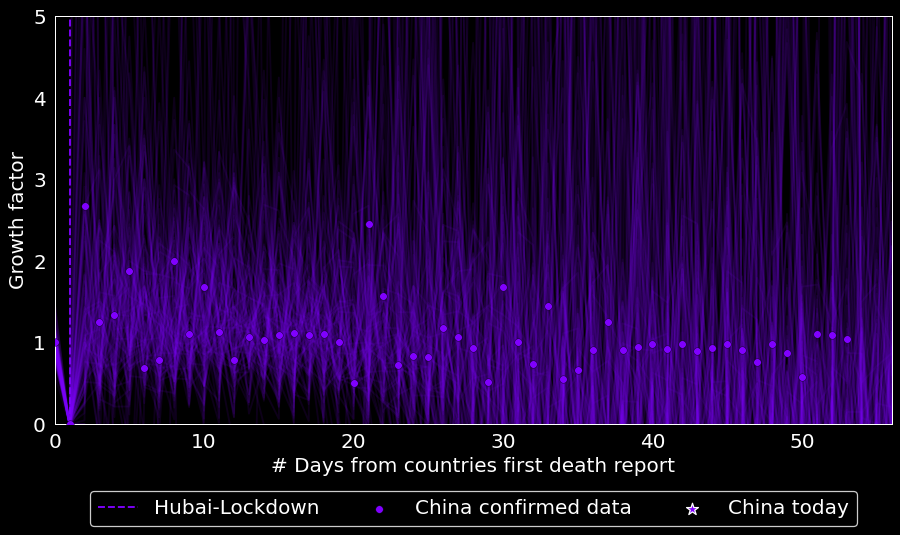 5
4
3
2
1
0
Growth factor
0 10 20 30 40 50
# Days from countries first death report
Hubai-Lockdown China confirmed data China today